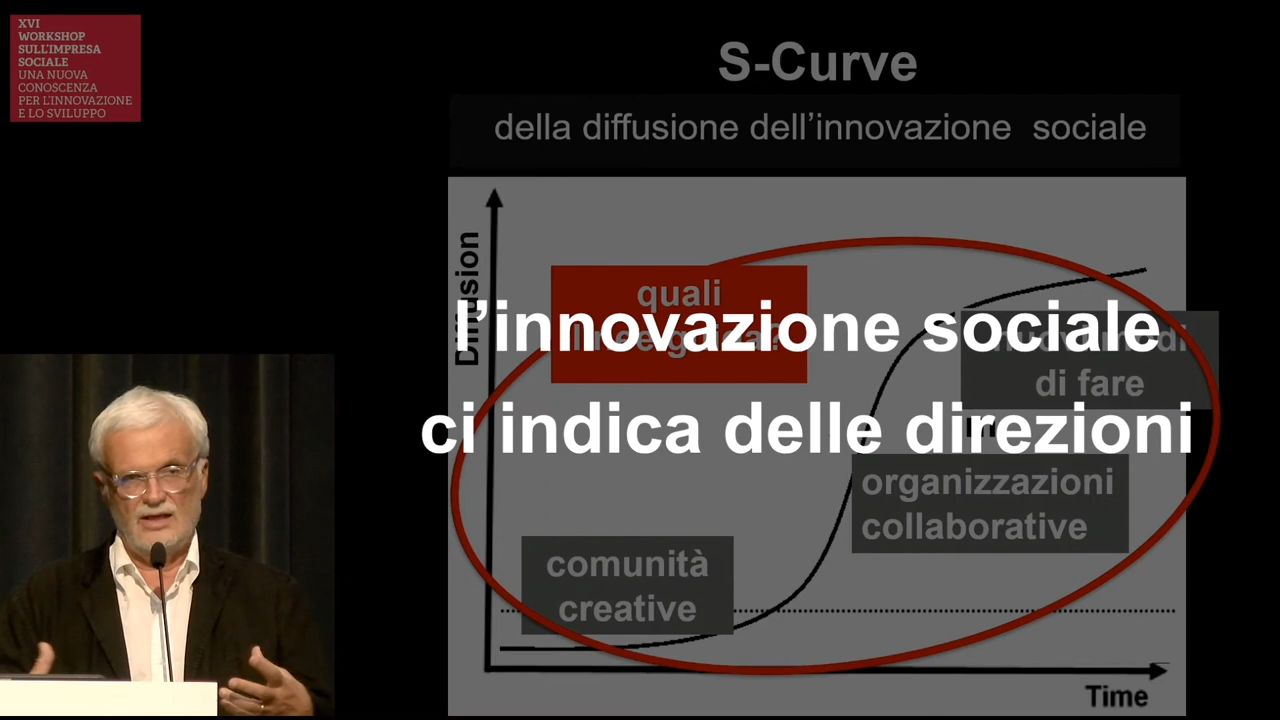 XVI
WORKSHOP
SULL'IMPRESA
SOCIALE
UNA NUOVA
CONOSCENZA
PER L'INNOVAZIONE
E LO SVILUPPO
S-Curve
della diffusione dell'innovazione sociale
Diffusion
quali
l'innovazione sociale
di fare
ci indica delle direzioni
organizzazioni
collaborative
comunità
creative
Time